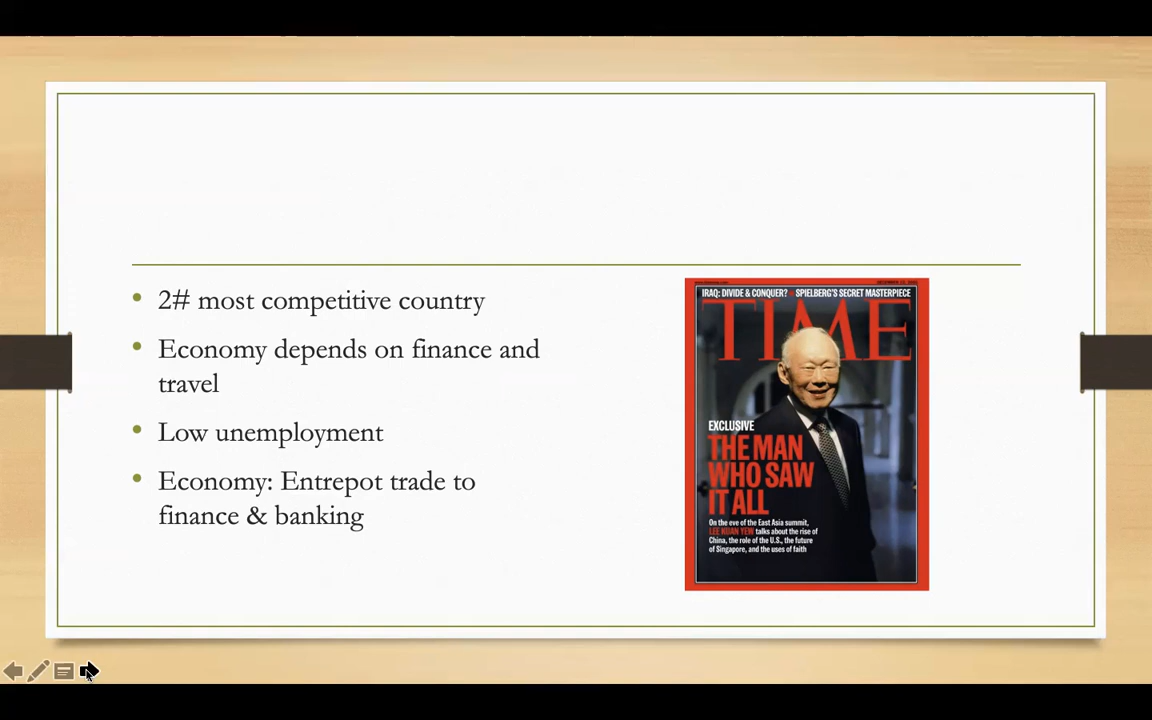 2# most competitive country
Economy depends on finance and
travel
Low unemployment
Economy: Entrepot trade to
finance & banking
IRAQ: DIVIDE & CONQUER? SPIELBERG'S SECRET MASTERPIECE
TIME
EXCLUSIVE
THE MAN
WHO SAW
IT ALL
On the eve of the East Asia summit,
LEE KUAN YEW talks about the rise of
China, the role of the U.S., the future
of Singapore, and the uses of faith